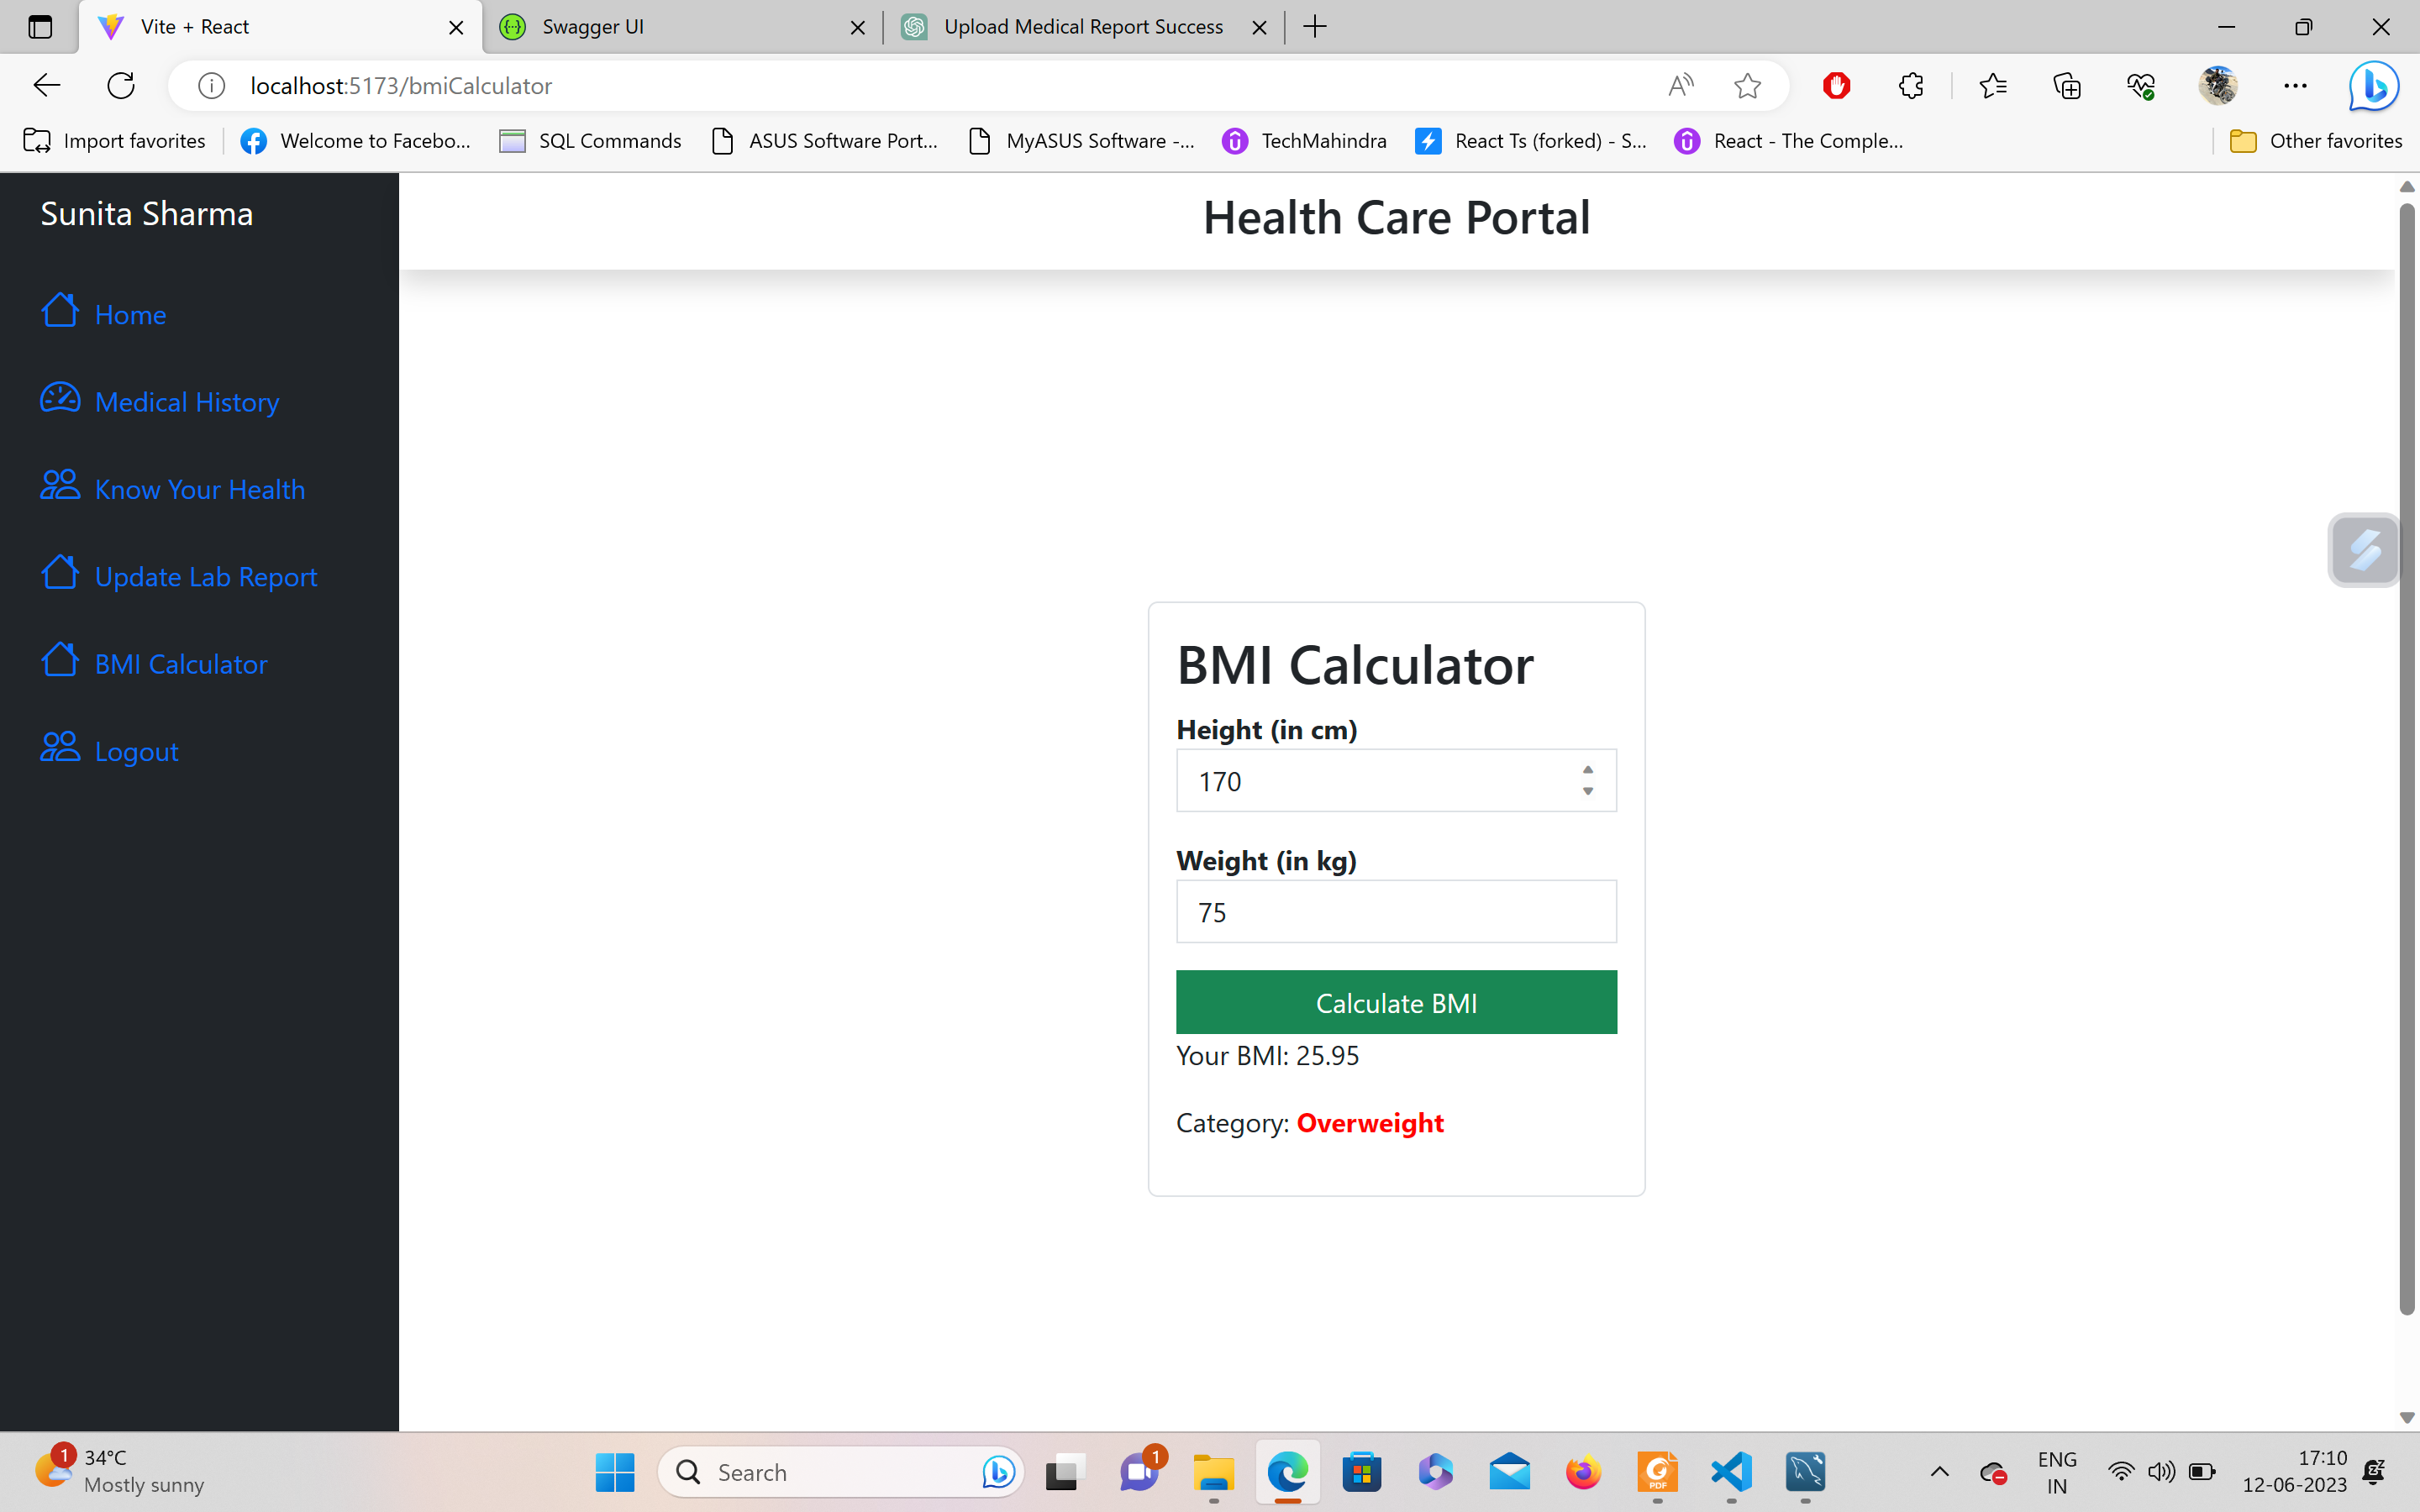 Vite + React
Swagger UI
Upload Medical Report Success
localhost:5173/bmiCalculator
Import favorites
Welcome to Facebo...
SQL Commands
ASUS Software Port...
MyASUS Software -...
TechMahindra
React Ts (forked) - S...
React - The Comple...
Other favorites
Sunita Sharma
Home
Medical History
Know Your Health
Update Lab Report
BMI Calculator
Logout
Health Care Portal
BMI Calculator
Height (in cm)
170
Weight (in kg)
75
Calculate BMI
Your BMI: 25.95
Category: Overweight
1
34°C
Mostly sunny
Search
1
PDF
ENG
IN
17:10
12-06-2023